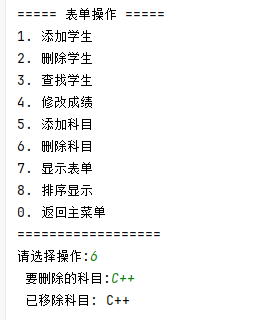 ===== 表单操作 =====
1. 添加学生
2. 删除学生
3. 查找学生
4. 修改成绩
5. 添加科目
6. 删除科目
7. 显示表单
8. 排序显示
0. 返回主菜单
==================
请选择操作:6
要删除的科目:C++
已移除科目: C++